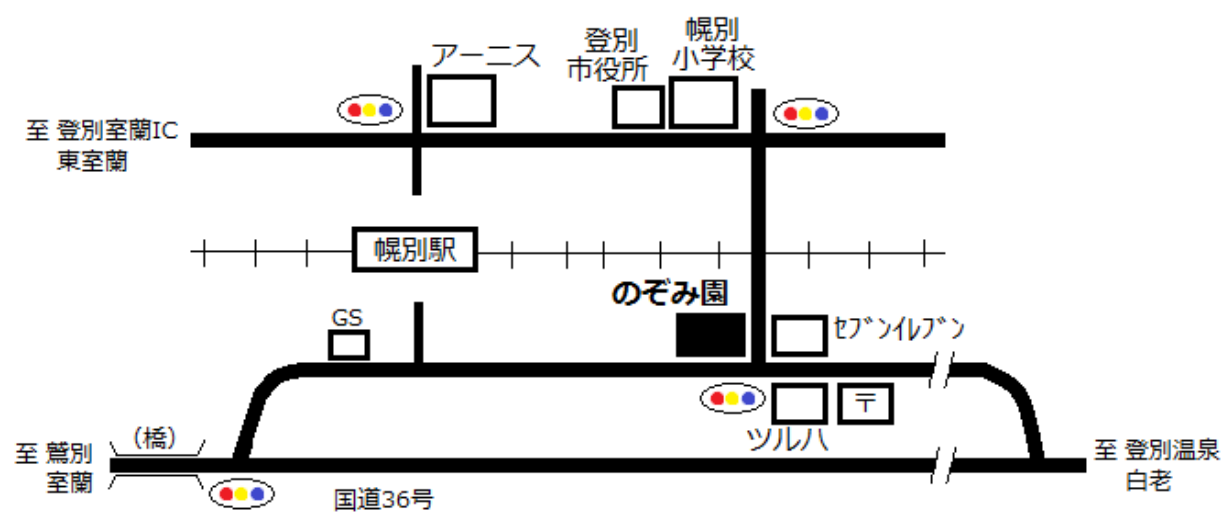 アーニス
登別
市役所
幌別
小学校
至 登別室蘭IC
東室蘭
幌別駅
のぞみ園
GS
ｾﾌﾞﾝｲﾚﾌﾞﾝ
〒
ツルハ
(橋)
至 鷲別
室蘭
至 登別温泉
白老
国道36号